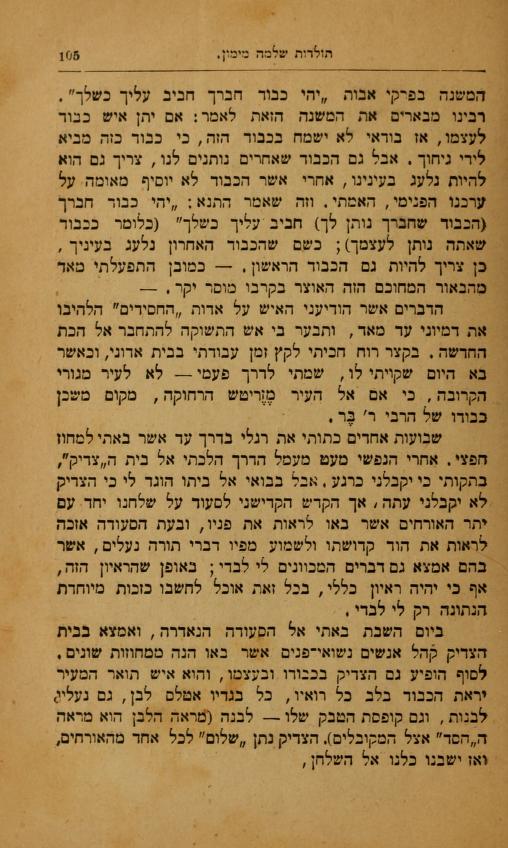 105
תולדות שלמה מימון.
המשנה בפרקי אבות „יהי כבוד חברך חביב עליך כשלך".
רבינו מבארים את המשנה הזאת לאמר: אם יתן איש כבוד
לעצמו, אז בודאי לא ישמח בכבוד הזה, כי כבוד כזה מביא
לידי גיחוך. אבל גם הכבוד שאחרים נותנים לנו, צריך גם הוא
להיות נלעג בעינינו, אחרי אשר הכבוד לא יוסיף מאומה על
ערכנו הפנימי, האמתי. וזה שאמר התנא: „יהי כבוד חברך
(הכבוד שחברך נותן לך) חביב עליך כשלך" (כלומר ככבוד
שאתה נותן לעצמך); כשם שהכבוד האחרון נלעג בעיניך,
כן צריך להיות גם הכבוד הראשון. — כמובן התפעלתי מאד
מהבאור המחוכם הזה האוצר בקרבו מוסר יקר. —
הדברים אשר הודיעני האיש על אדות „החסידים" הלהיבו
את דמיוני עד מאד, ותבער בי אש התשוקה להתחבר אל הכת
החדשה. בקצר רוח חכיתי לקץ זמן עבודתי בבית אדוני, וכאשר
בא היום שקויתי לו, שמתי לדרך פעמי — לא לעיר מגורי
הקרובה, כי אם אל העיר מֶזֶריטש הרחוקה, מקום משכן
כבודו של הרבי ר' בֶּר.
שבועות אחדים כתותי את רגלי בדרך עד אשר באתי למחוז
חפצי. אחרי הנפשי מעט מעמל הדרך הלכתי אל בית ה„צדיק",
בתקותי כי יקבלני כרגע. אבל בבואי אל ביתו הוגד לי כי הצדיק
לא יקבלני עתה, אך הקדש הקדישני לסעוד על שלחנו יחד עם
יתר האורחים אשר באו לראות את פניו, ובעת הסעודה אזכה
לראות את הוד קדושתו ולשמוע מפיו דברי תורה נעלים, אשר
בהם אמצא גם דברים המכוונים לי לבדי; באופן שהראיון הזה,
אף כי יהיה ראיון כללי, בכל זאת אוכל לחשבו כזכות מיוחדת
הנתונה רק לי לבדי.
ביום השבת באתי אל הסעודה הנאדרה, ואמצא בבית
הצדיק קהל אנשים נשואי־פנים אשר באו הנה ממחוזות שונים.
לסוף הופיע גם הצדיק בכבודו ובעצמו, והוא איש תואר המעיר
יראת הכבוד בלב כל רואיו, כל בגדיו אטלס לבן, גם נעליו
לבנות, וגם קופסת הטבק שלו — לבנה (מראה הלבן הוא מראה
ה„חסד" אצל המקובלים). הצדיק נתן „שלום" לכל אחד מהאורחים,
ואז ישבנו כלנו אל השלחן,